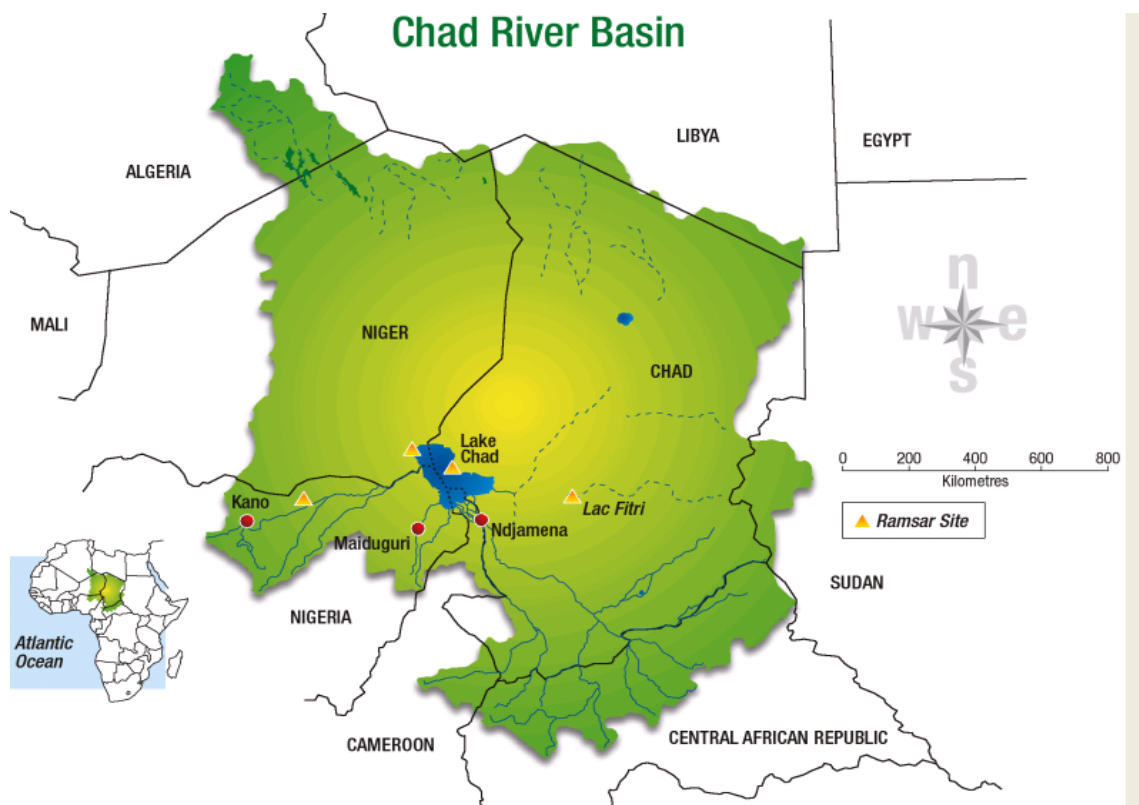 Chad River Basin
LIBYA
EGYPT
ALGERIA
n
w e
s
MALI
NIGER
CHAD
Lake
Chad
0 200 400 600 800
Kilometres
Kano
Lac Fitri
Ramsar Site
Maiduguri
Ndjamena
SUDAN
NIGERIA
Atlantic
Ocean
CAMEROON
CENTRAL AFRICAN REPUBLIC